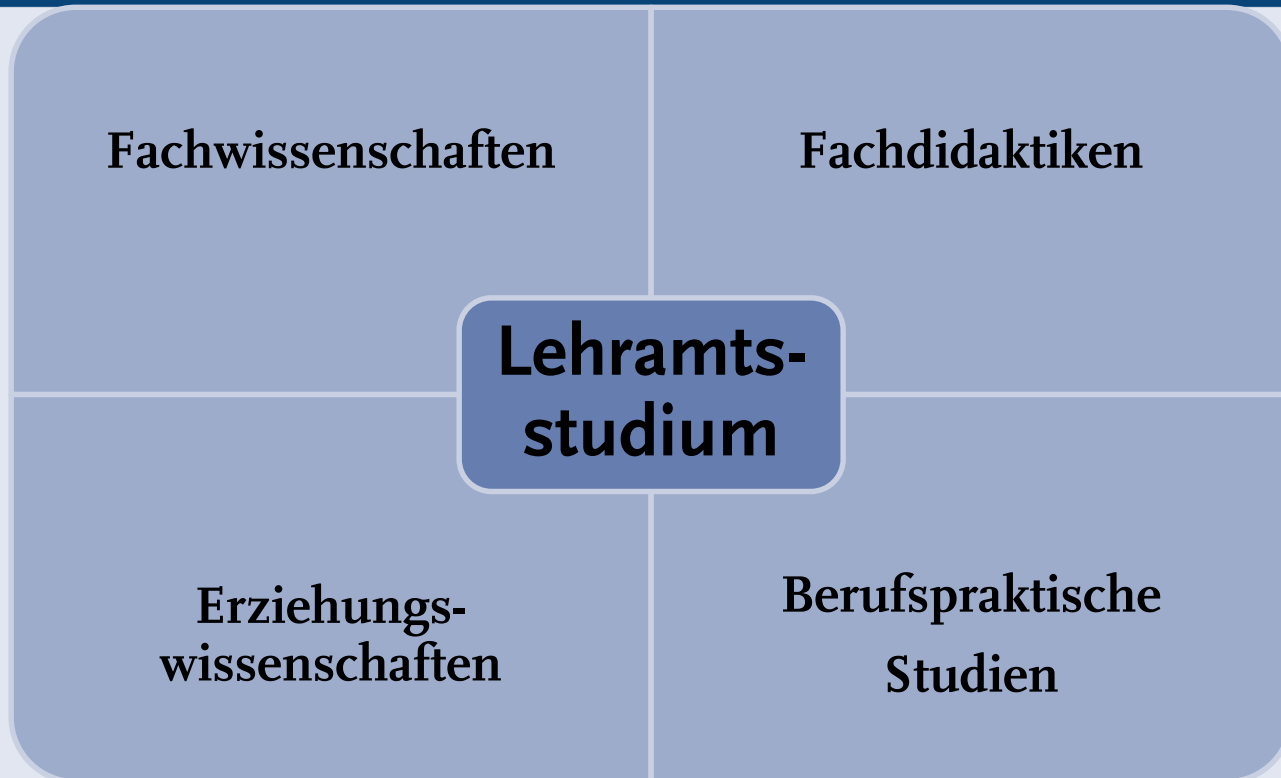 Fachwissenschaften
Fachdidaktiken
Lehramts-
studium
Erziehungs-
wissenschaften
Berufspraktische
Studien